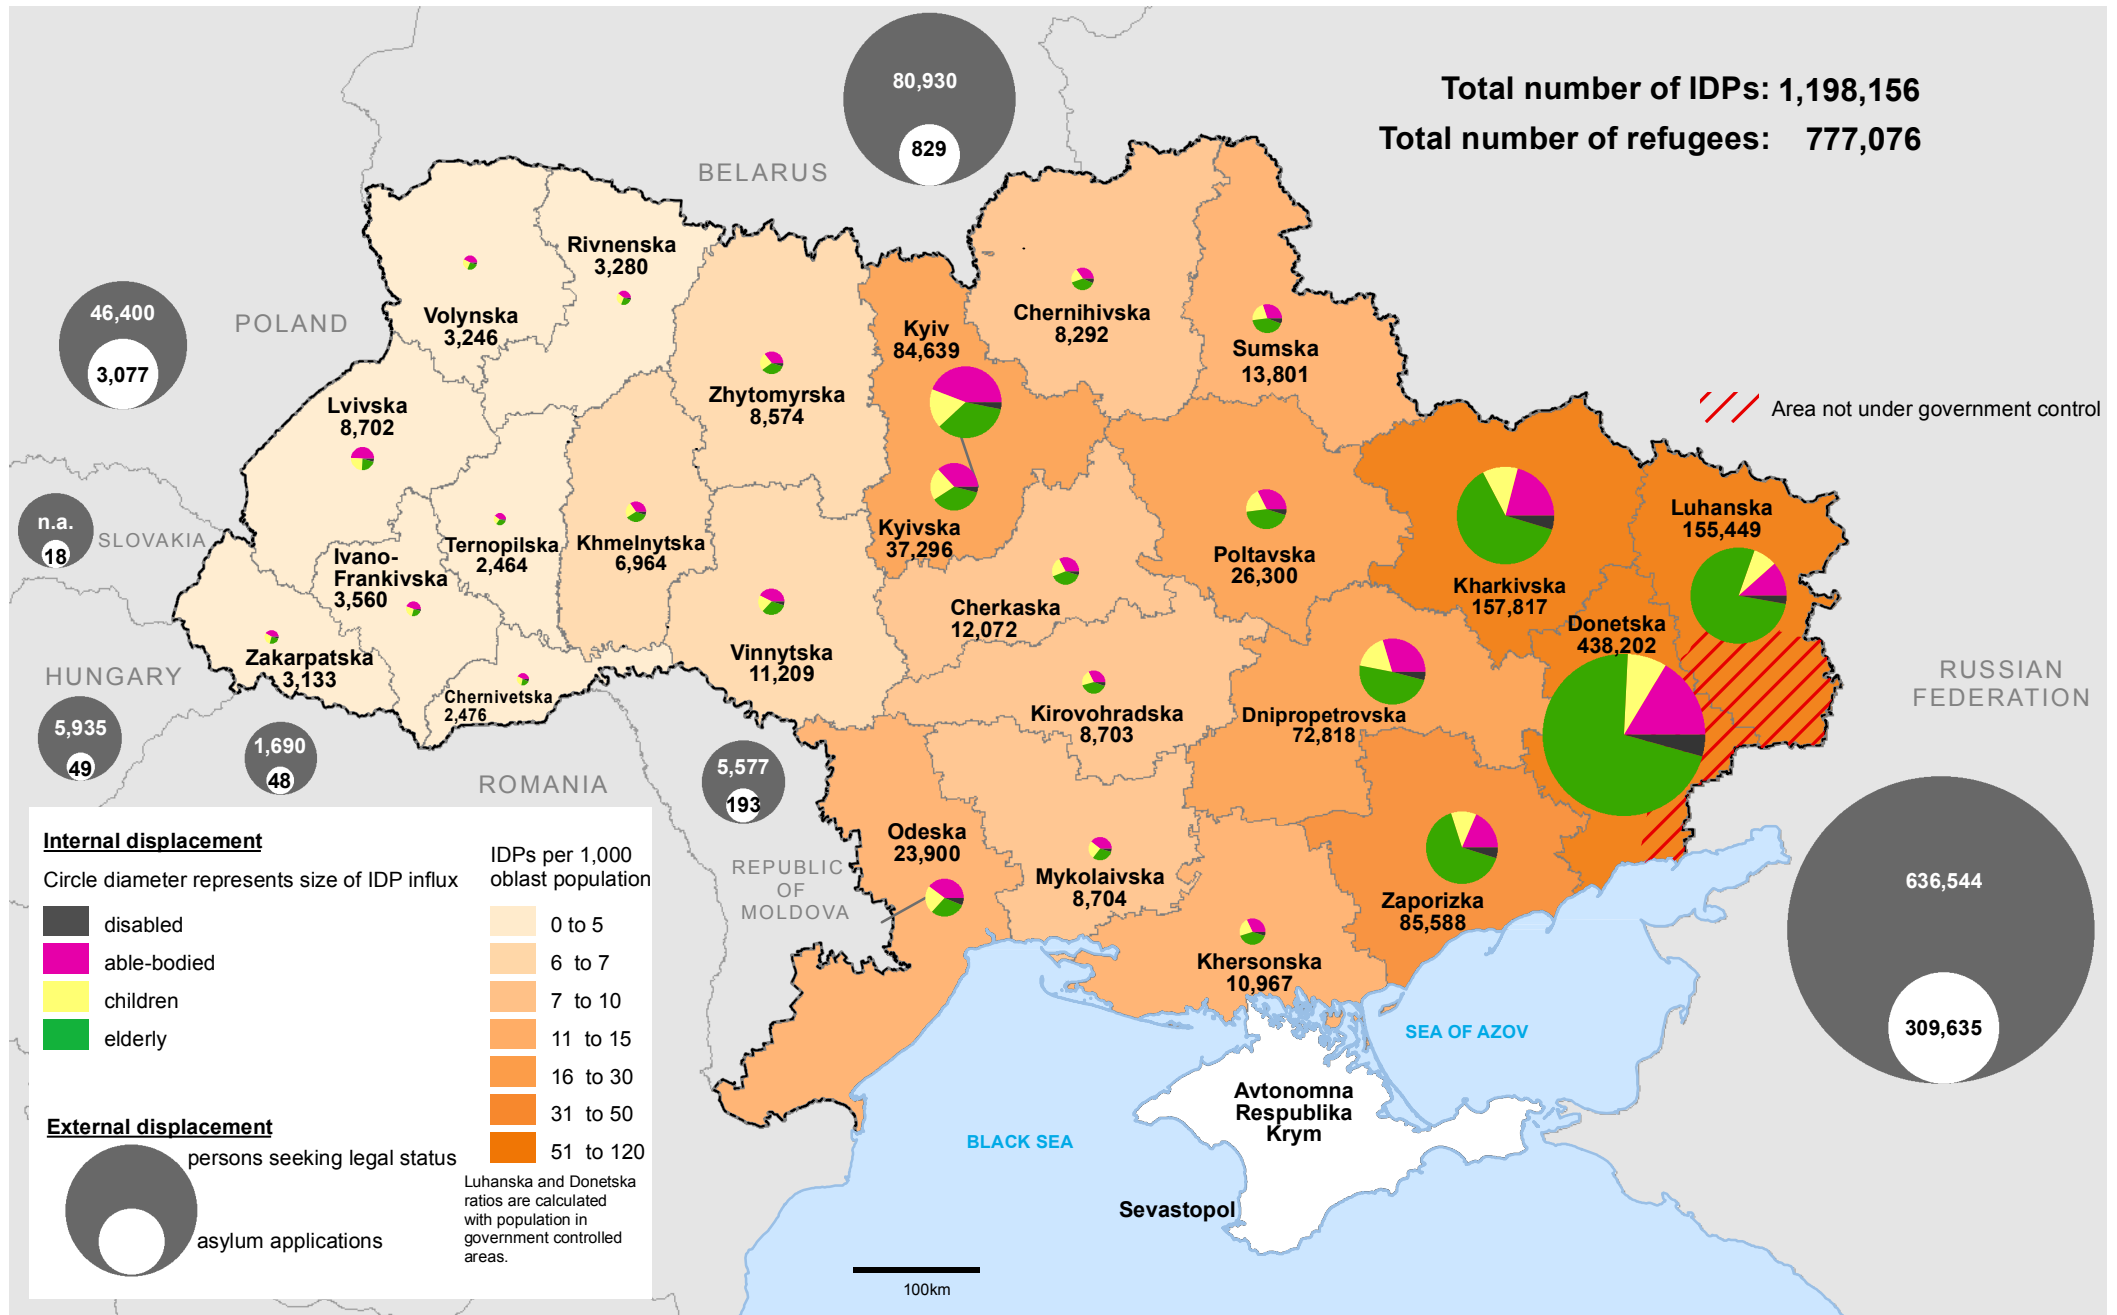 Total number of IDPs: 1,198,156
Total number of refugees: 777,076
80,930
829
BELARUS
Rivnenska
3,280
Volynska
3,246
46,400
3,077
POLAND
Chernihivska
8,292
Kyiv
84,639
Sumska
13,801
Zhytomyrska
8,574
Lvivska
8,702
Area not under government control
n.a.
18
SLOVAKIA
Ivano-
Frankivska
3,560
Ternopilska
2,464
Khmelnytska
6,964
Kyivska
37,296
Poltavska
26,300
Kharkivska
157,817
Luhanska
155,449
Cherkaska
12,072
Donetska
438,202
Zakarpatska
3,133
Vinnytska
11,209
HUNGARY
5,935
49
Chernivetska
2,476
Kirovohradska
8,703
Dnipropetrovska
72,818
RUSSIAN
FEDERATION
1,690
48
ROMANIA
5,577
193
REPUBLIC
OF
MOLDOVA
Odeska
23,900
Mykolaivska
8,704
Zaporizka
85,588
Khersonska
10,967
636,544
309,635
SEA OF AZOV
Avtonomna
Respublika
Krym
BLACK SEA
Sevastopol
100km
Internal displacement
Circle diameter represents size of IDP influx
disabled
able-bodied
children
elderly
External displacement
persons seeking legal status
asylum applications
IDPs per 1,000
oblast population
0 to 5
6 to 7
7 to 10
11 to 15
16 to 30
31 to 50
51 to 120
Luhanska and Donetska
ratios are calculated
with population in
government controlled
areas.